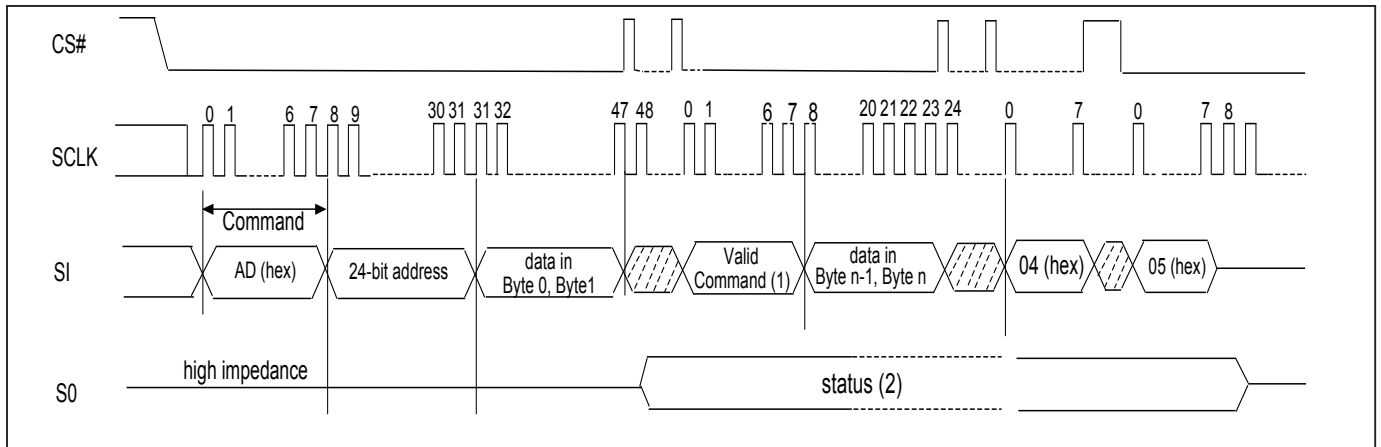 CS#
0 1 6 7 8 9 30 31 31 32 47 48 0 1 6 7 8 20 21 22 23 24 0 7 0 7 8
SCLK
Command
SI
AD (hex)
24-bit address
data in
Byte 0, Byte1
Valid
Command (1)
data in
Byte n-1, Byte n
04 (hex)
05 (hex)
high impedance
S0
status (2)